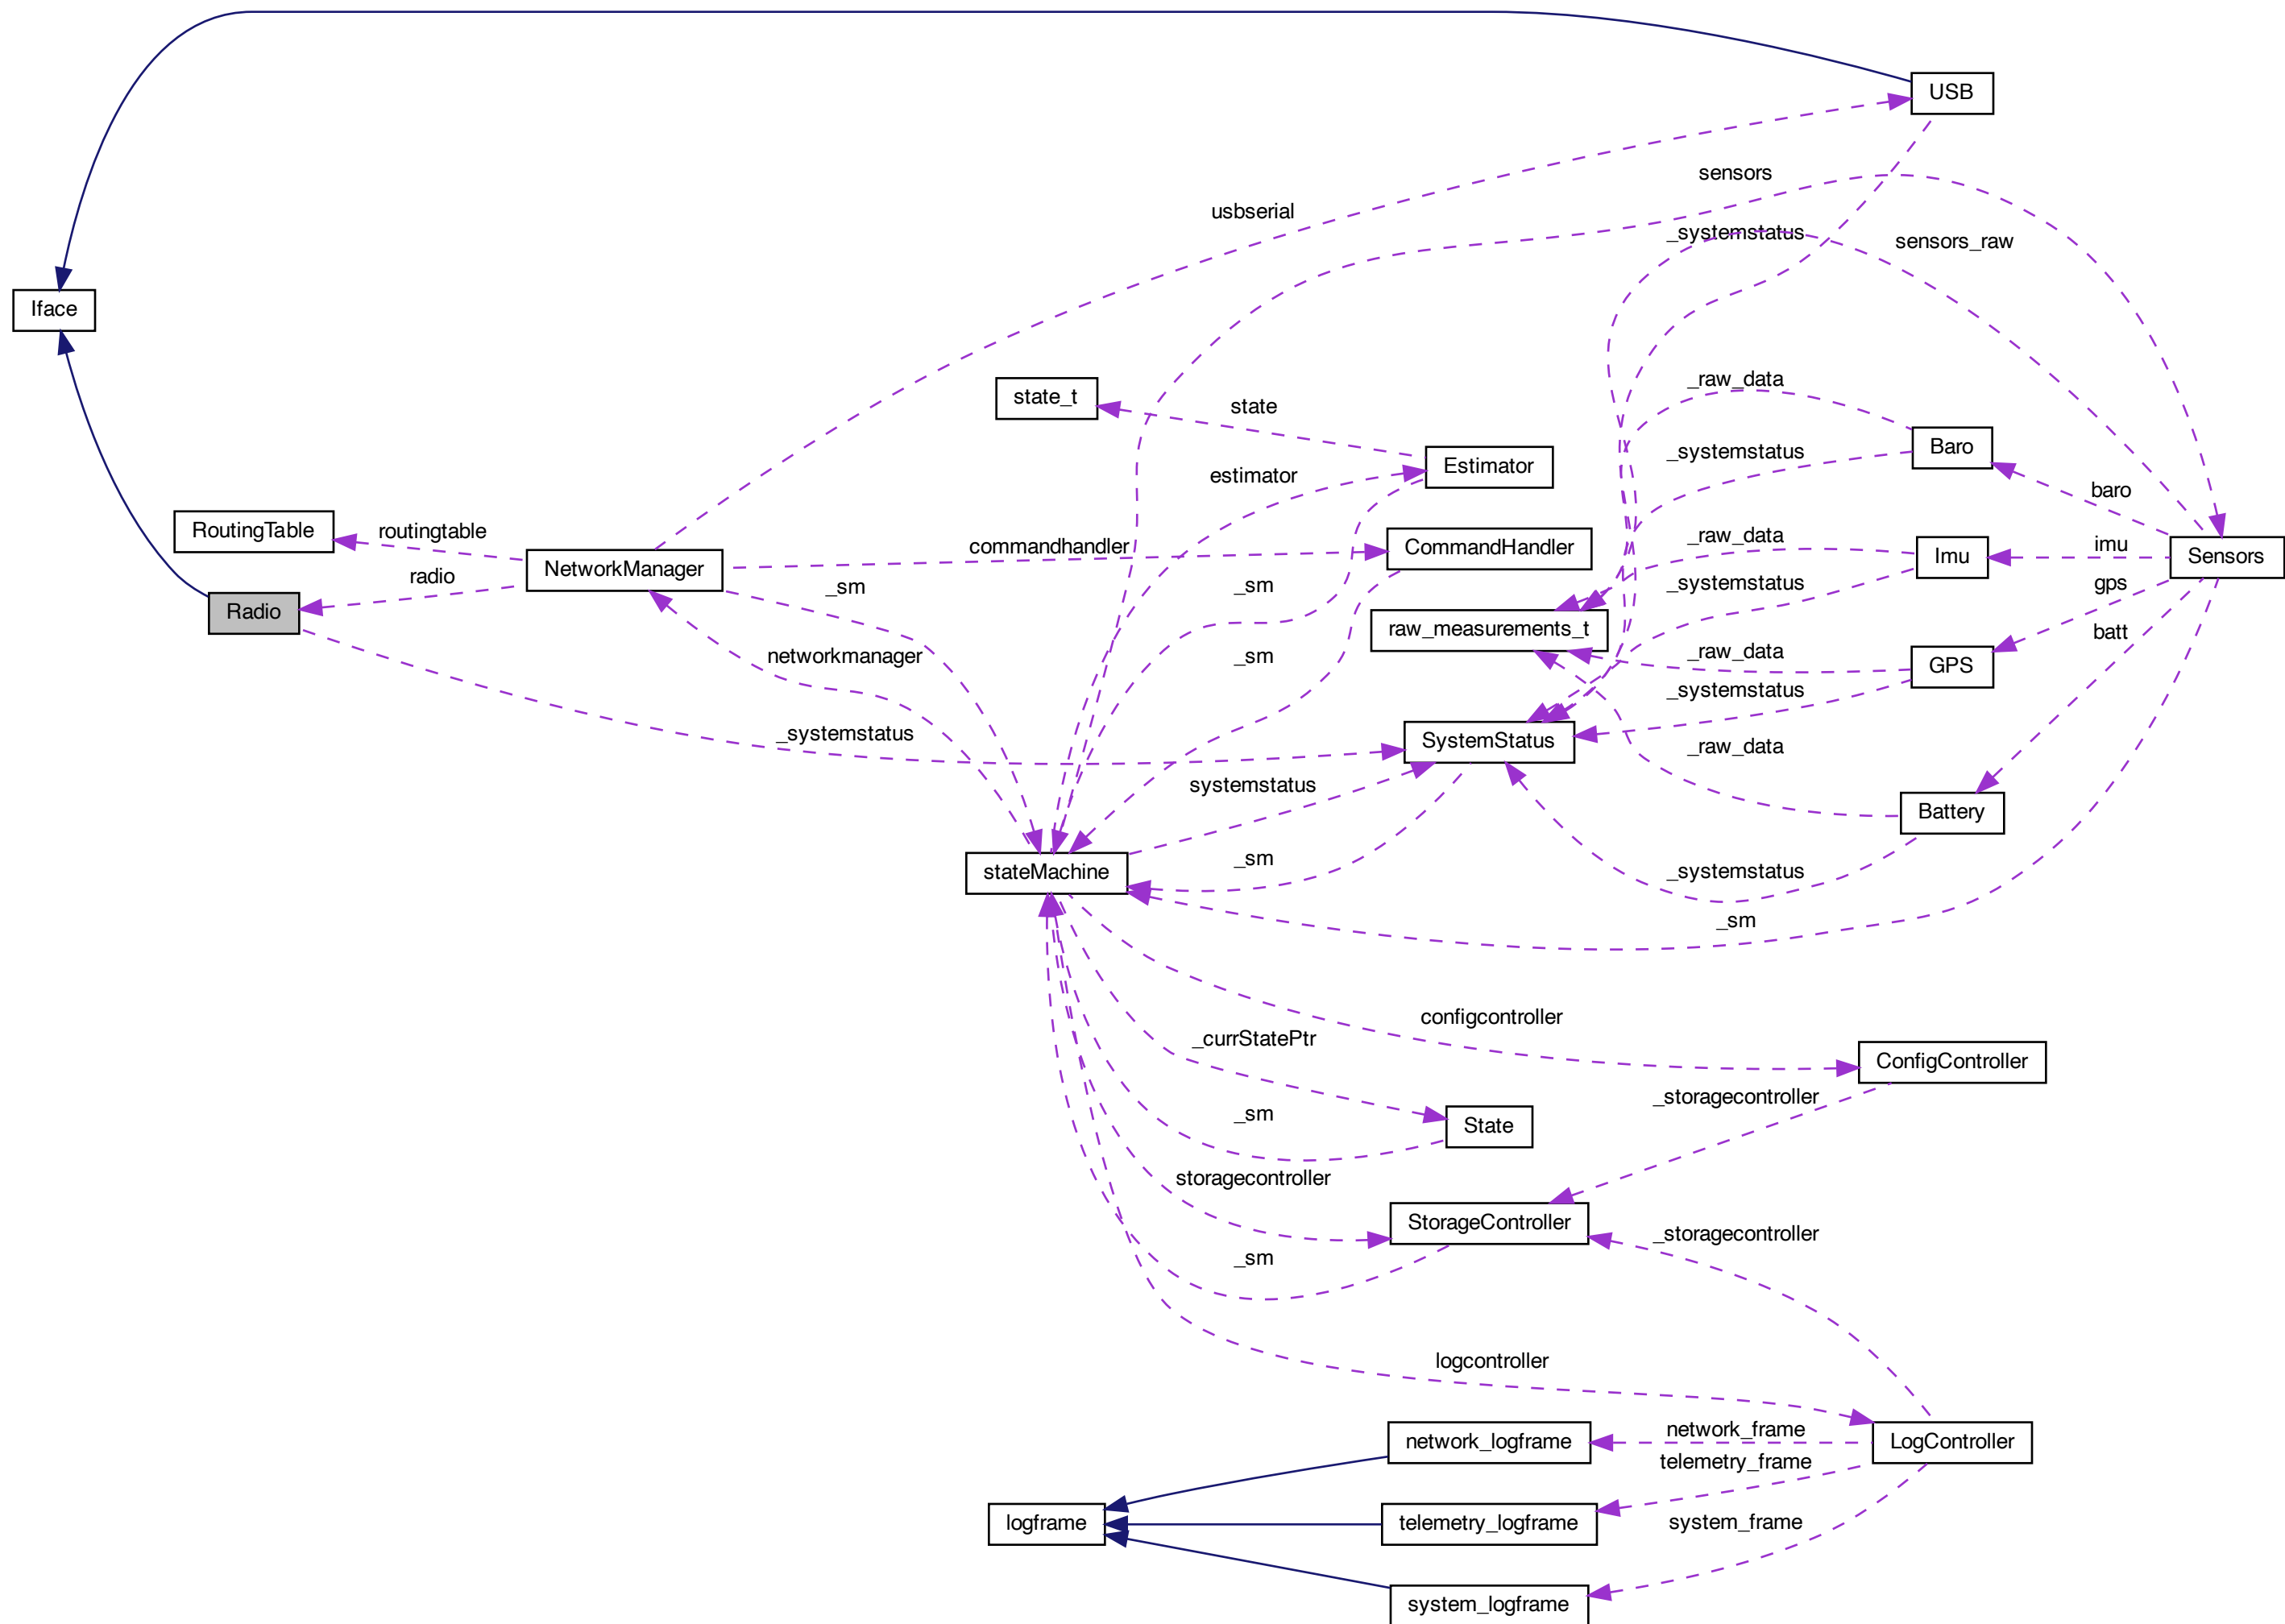 USB
sensors
usbserial
_systemstatus
sensors_raw
Iface
_raw_data
state_t
state
Baro
_systemstatus
Estimator
estimator
baro
RoutingTable
routingtable
_raw_data
commandhandler
CommandHandler
imu
Imu
Sensors
NetworkManager
radio
_sm
_sm
_systemstatus
gps
Radio
raw_measurements_t
batt
networkmanager
_sm
_raw_data
GPS
_systemstatus
_systemstatus
SystemStatus
_raw_data
systemstatus
Battery
_sm
stateMachine
_systemstatus
_sm
configcontroller
_currStatePtr
ConfigController
_storagecontroller
_sm
State
storagecontroller
StorageController
_storagecontroller
_sm
logcontroller
network_frame
network_logframe
LogController
telemetry_frame
logframe
telemetry_logframe
system_frame
system_logframe